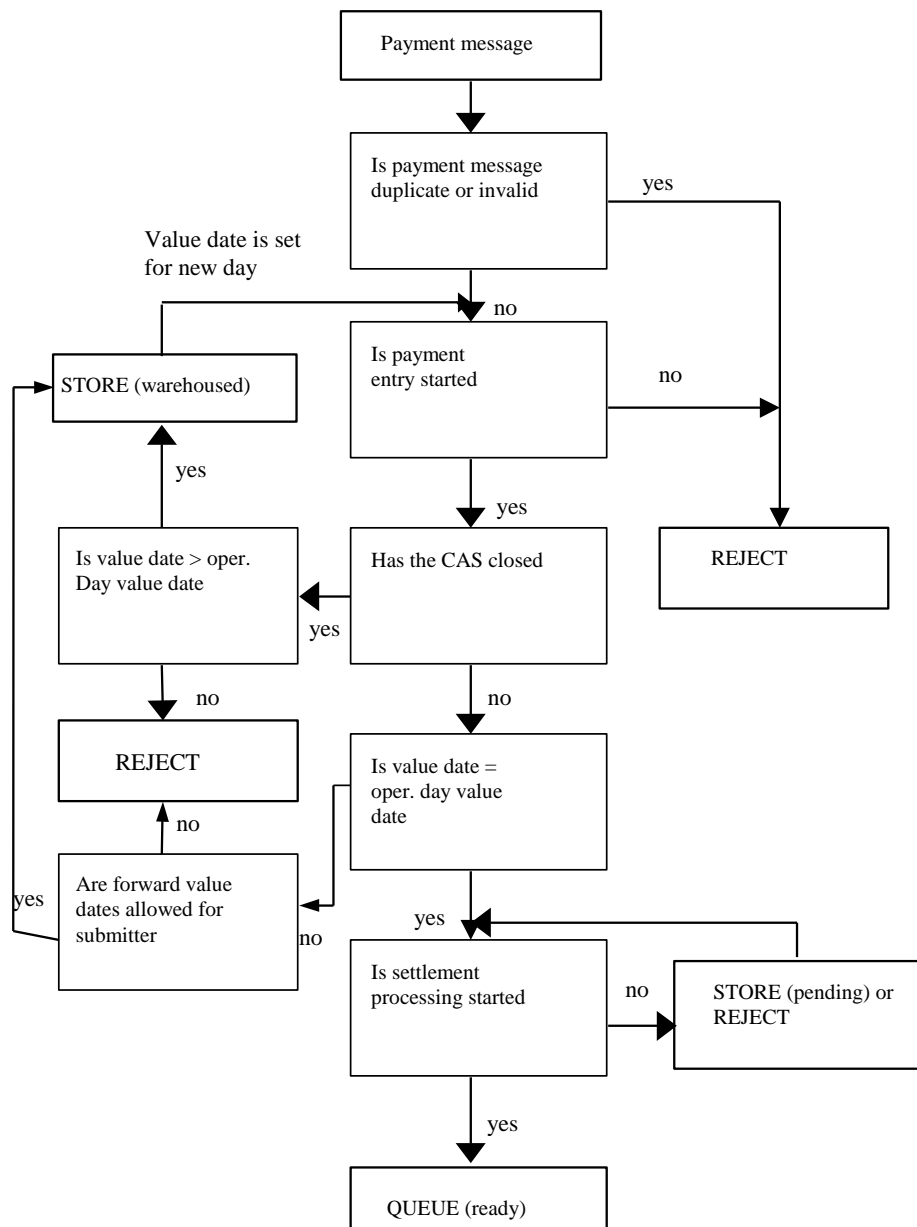 Payment message
Is payment message
duplicate or invalid
yes
Value date is set
for new day
no
Is payment
entry started
no
STORE (warehoused)
yes
yes
Is value date > oper.
Day value date
Has the CAS closed
REJECT
yes
no
no
REJECT
Is value date =
oper. day value
date
no
Are forward value
dates allowed for
submitter
yes
no
yes
Is settlement
processing started
no
STORE (pending) or
REJECT
yes
QUEUE (ready)